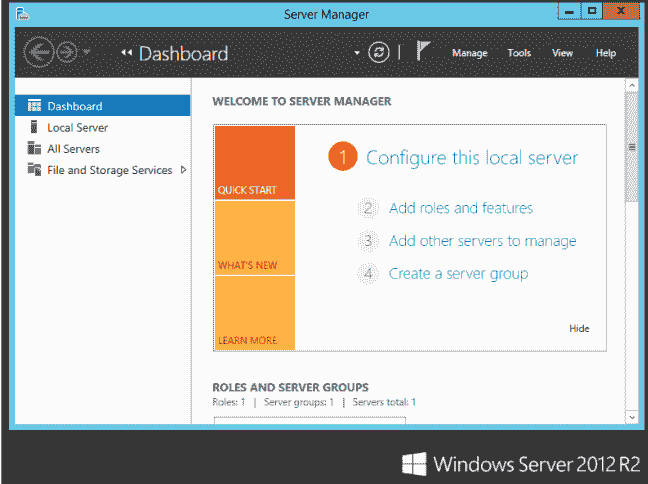 Server Manager
Dashboard
Manage Tools View Help
Dashboard
Local Server
All Servers
File and Storage Services
WELCOME TO SERVER MANAGER
QUICK START
WHAT'S NEW
LEARN MORE
1 Configure this local server
2 Add roles and features
3 Add other servers to manage
4 Create a server group
Hide
ROLES AND SERVER GROUPS
Roles: 1 | Server groups: 1 | Servers total: 1
Windows Server 2012 R2